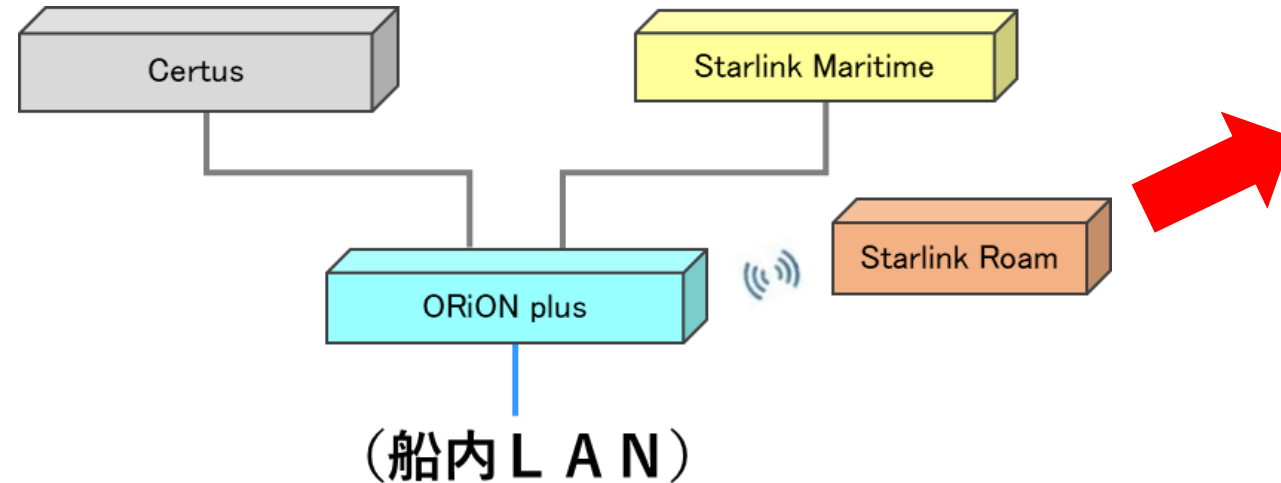 Certus
Starlink Maritime
Starlink Roam
ORiON plus
（船内ＬＡＮ）